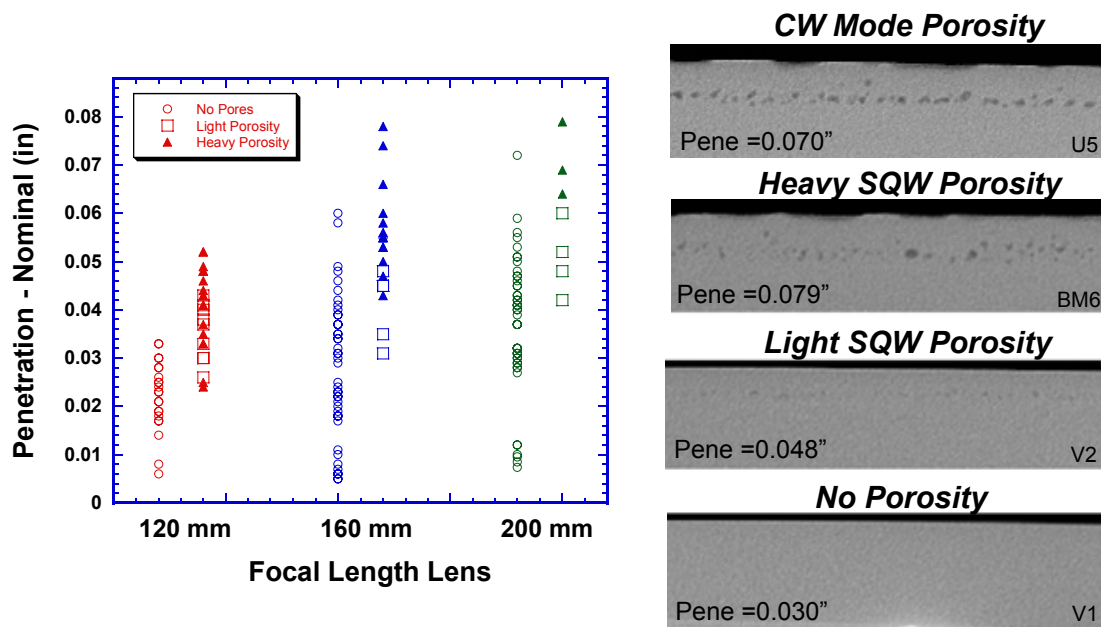 Penetration - Nominal (in)
0.08
0.07
0.06
0.05
0.04
0.03
0.02
0.01
0
No Pores
Light Porosity
Heavy Porosity
120 mm
160 mm
200 mm
Focal Length Lens
CW Mode Porosity
Pene =0.070”
U5
Heavy SQW Porosity
Pene =0.079”
BM6
Light SQW Porosity
Pene =0.048”
V2
No Porosity
Pene =0.030”
V1